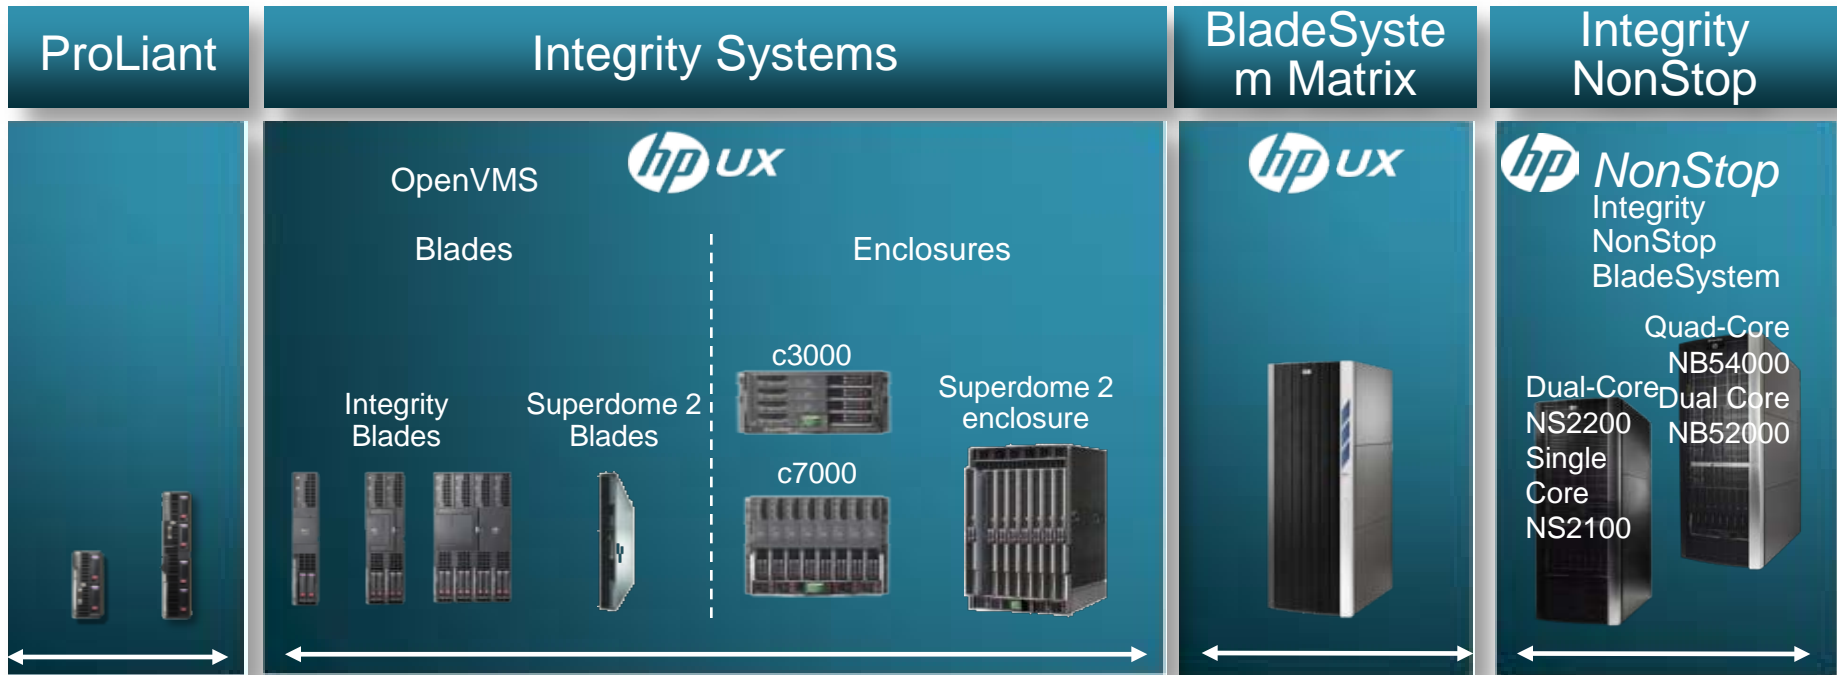 ProLiant
Integrity Systems
BladeSyste
m Matrix
Integrity
NonStop
OpenVMS
hp UX
Blades
Enclosures
Integrity
Blades
Superdome 2
Blades
c3000
c7000
Superdome 2
enclosure
hp UX
hp NonStop
Integrity
NonStop
BladeSystem
Quad-Core
NB54000
Dual Core
NB52000
Dual-Core
NS2200
Single
Core
NS2100